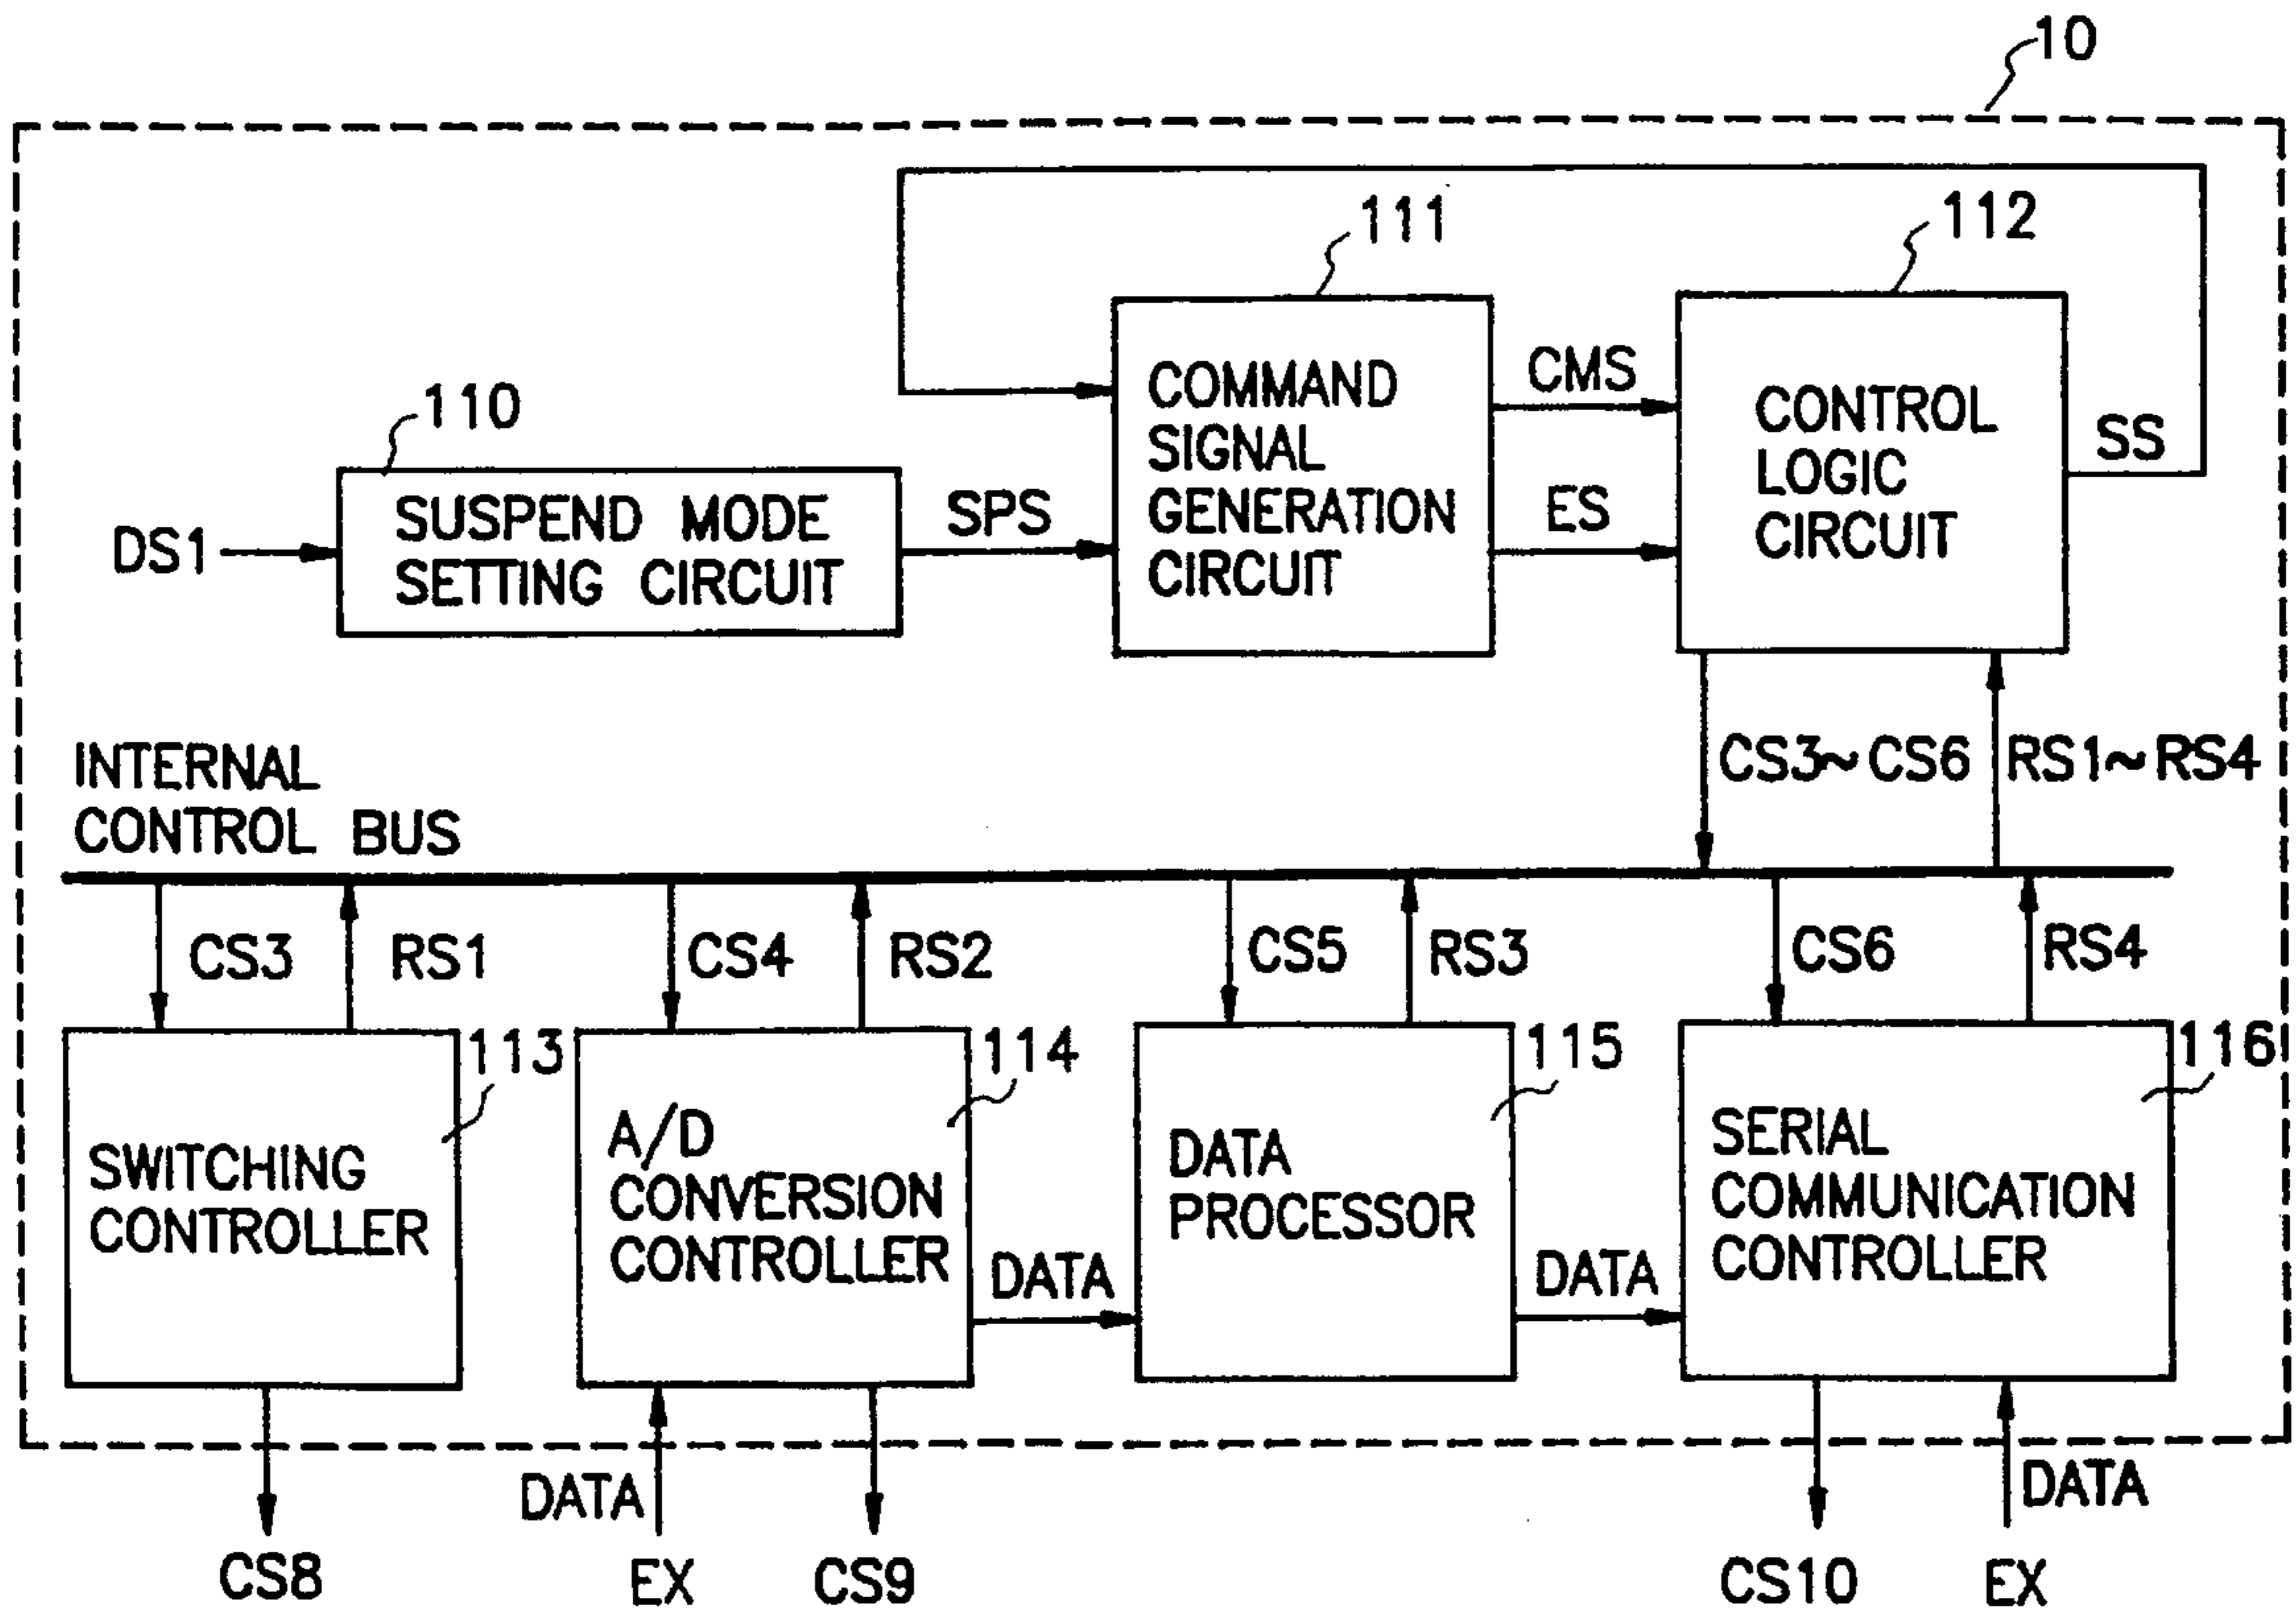 10
111
112
110
COMMAND
SIGNAL
GENERATION
CIRCUIT
CMS
ES
CONTROL
LOGIC
CIRCUIT
SS
DS1
SUSPEND MODE
SETTING CIRCUIT
SPS
CS3~CS6
RS1~RS4
INTERNAL
CONTROL BUS
CS3
RS1
CS4
RS2
CS5
RS3
CS6
RS4
113
114
115
116
SWITCHING
CONTROLLER
A/D
CONVERSION
CONTROLLER
DATA
DATA
PROCESSOR
DATA
SERIAL
COMMUNICATION
CONTROLLER
DATA
DATA
CS8
EX
CS9
CS10
EX